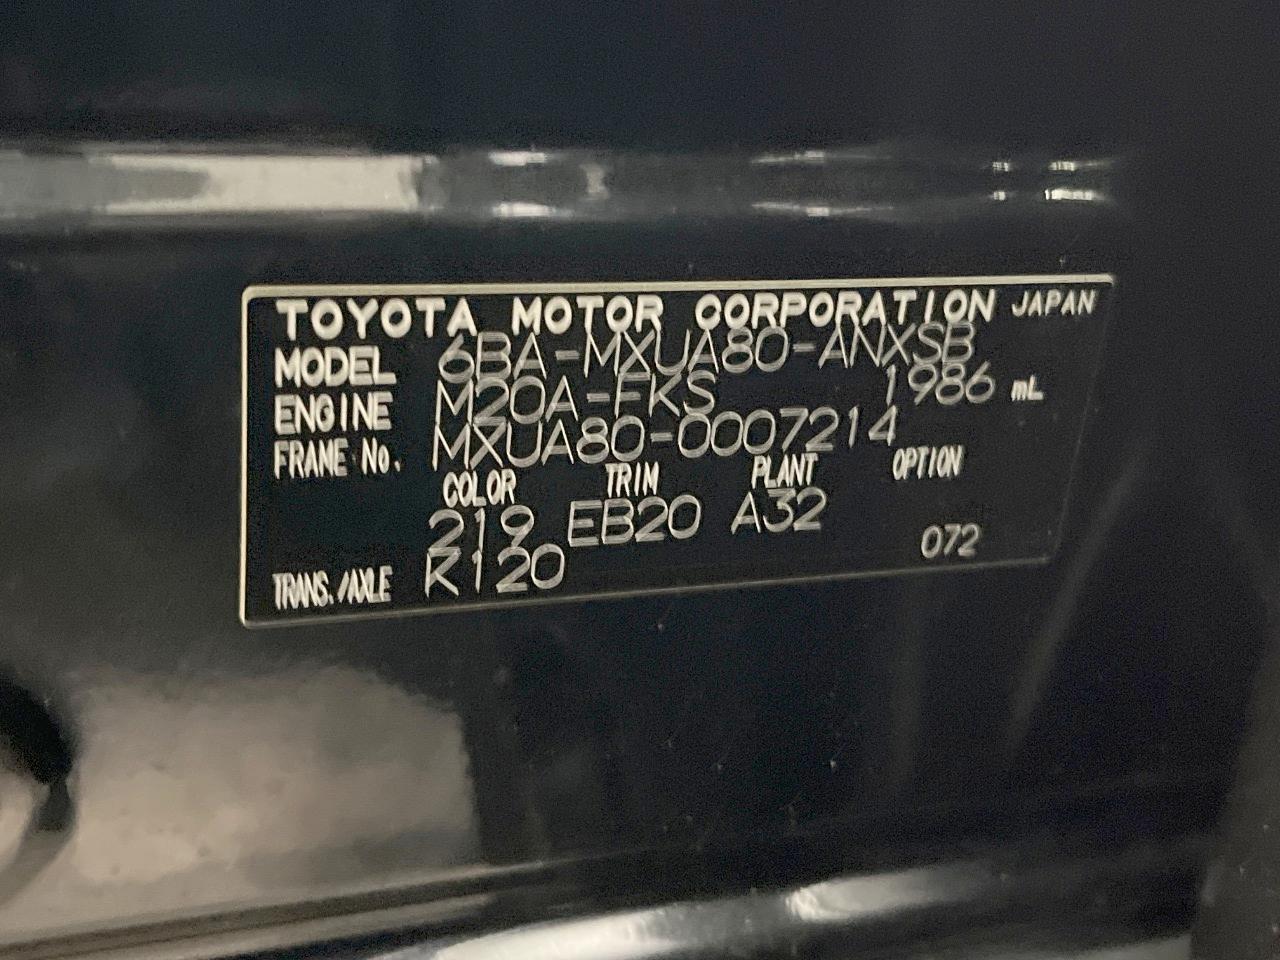 TOYOTA MOTOR CORPORATION JAPAN
MODEL 6BA-MXUA80-ANXSB
ENGINE M20A-FKS 1986 mL
FRAME No. MXUA80-0007214
COLOR TRIM PLANT OPTION
219 EB20 A32
072
TRANS./AXLE K120